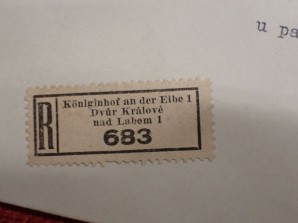 u pa
R
Königinhof an der Elbe 1
Dvůr Králové
nad Labem 1
683